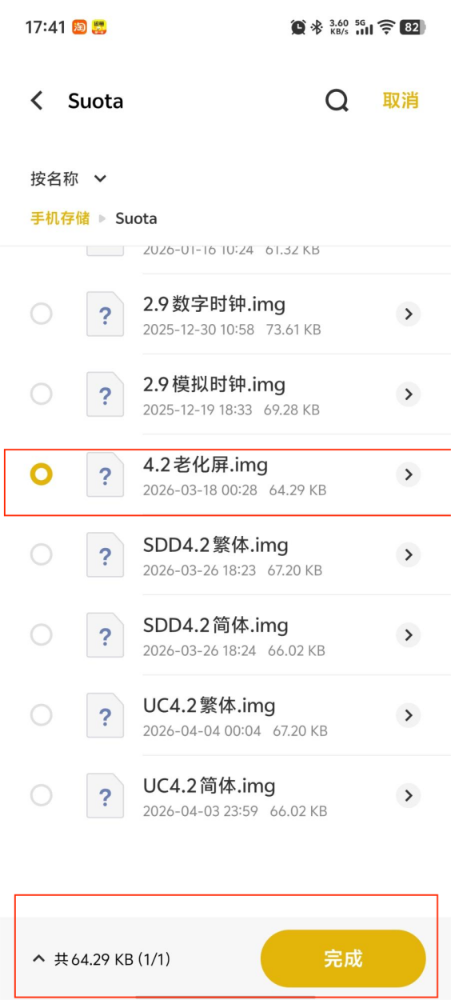 17:41 淘 3.60 KB/s 5G 82
Suota 取消
按名称
手机存储 Suota
2026-01-16 10:24 61.32 KB
2.9数字时钟.img
2025-12-30 10:58 73.61 KB
2.9模拟时钟.img
2025-12-19 18:33 69.28 KB
4.2老化屏.img
2026-03-18 00:28 64.29 KB
SDD4.2繁体.img
2026-03-26 18:23 67.20 KB
SDD4.2简体.img
2026-03-26 18:24 66.02 KB
UC4.2繁体.img
2026-04-04 00:04 67.20 KB
UC4.2简体.img
2026-04-03 23:59 66.02 KB
共64.29 KB (1/1) 完成